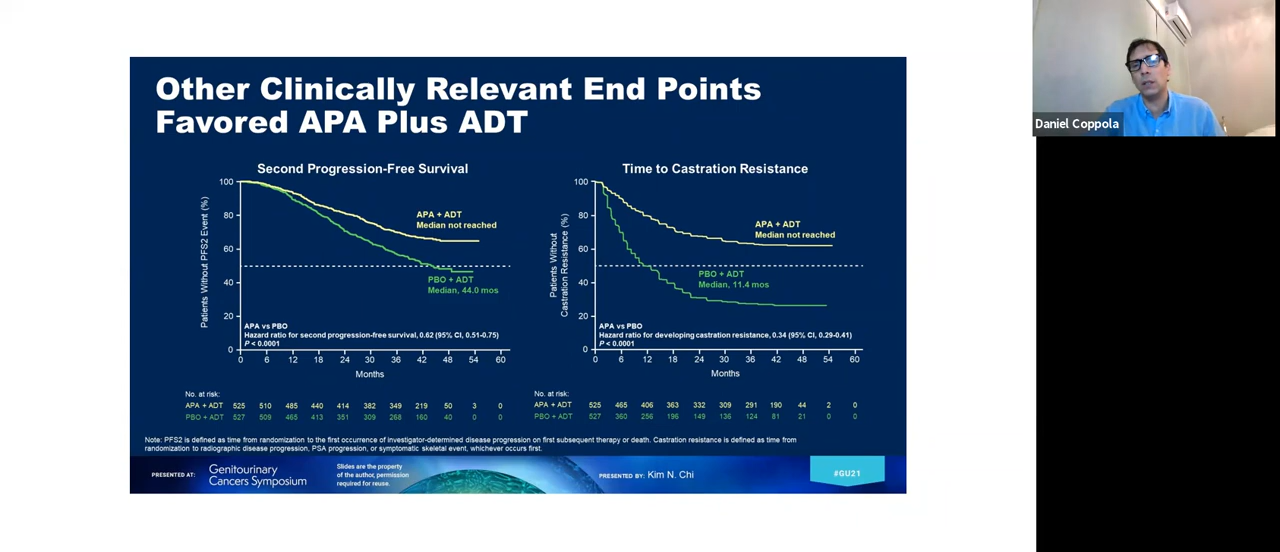 Daniel Coppola
Other Clinically Relevant End Points
Favored APA Plus ADT
Second Progression-Free Survival
Patients Without PFS2 Event (%)
100
80
60
40
20
0
APA + ADT
Median not reached
PBO + ADT
Median, 44.0 mos
APA vs PBO
Hazard ratio for second progression-free survival, 0.62 (95% CI, 0.51-0.75)
P < 0.0001
0 6 12 18 24 30 36 42 48 54 60
Months
No. at risk:
APA + ADT 525 510 485 440 414 382 349 219 50 3 0
PBO + ADT 527 509 465 413 351 309 268 160 40 0 0
Time to Castration Resistance
Patients Without
Castration Resistance (%)
100
80
60
40
20
0
APA + ADT
Median not reached
PBO + ADT
Median, 11.4 mos
APA vs PBO
Hazard ratio for developing castration resistance, 0.34 (95% CI, 0.29-0.41)
P < 0.0001
0 6 12 18 24 30 36 42 48 54 60
Months
No. at risk:
APA + ADT 525 465 406 363 332 309 291 190 44 2 0
PBO + ADT 527 360 256 196 149 136 124 81 21 0 0
Note: PFS2 is defined as time from randomization to the first occurrence of investigator-determined disease progression on first subsequent therapy or death. Castration resistance is defined as time from
randomization to radiographic disease progression, PSA progression, or symptomatic skeletal event, whichever occurs first.
PRESENTED AT:
Genitourinary
Cancers Symposium
Slides are the property
of the author, permission
required for reuse.
PRESENTED BY: Kim N. Chi
#GU21